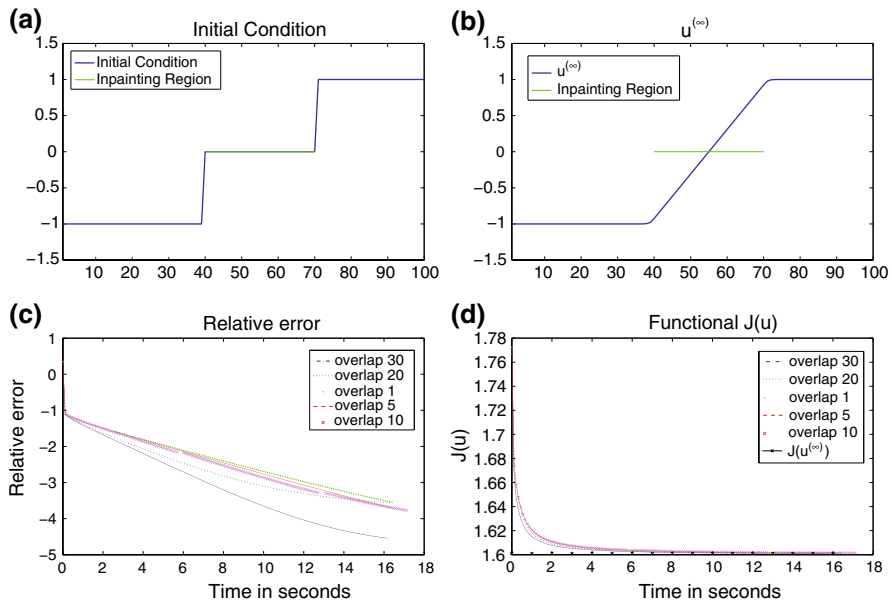 (a)
Initial Condition
1.5
1
0.5
0
−0.5
−1
−1.5
Initial Condition
Inpainting Region
10 20 30 40 50 60 70 80 90 100
(b)
u(∞)
1.5
1
0.5
0
−0.5
−1
−1.5
u(∞)
Inpainting Region
10 20 30 40 50 60 70 80 90 100
(c)
Relative error
Relative error
1
0
−1
−2
−3
−4
−5
overlap 30
overlap 20
overlap 1
overlap 5
overlap 10
0 2 4 6 8 10 12 14 16 18
Time in seconds
(d)
Functional J(u)
J(u)
1.78
1.76
1.74
1.72
1.7
1.68
1.66
1.64
1.62
1.6
overlap 30
overlap 20
overlap 1
overlap 5
overlap 10
J(u(∞))
0 2 4 6 8 10 12 14 16 18
Time in seconds